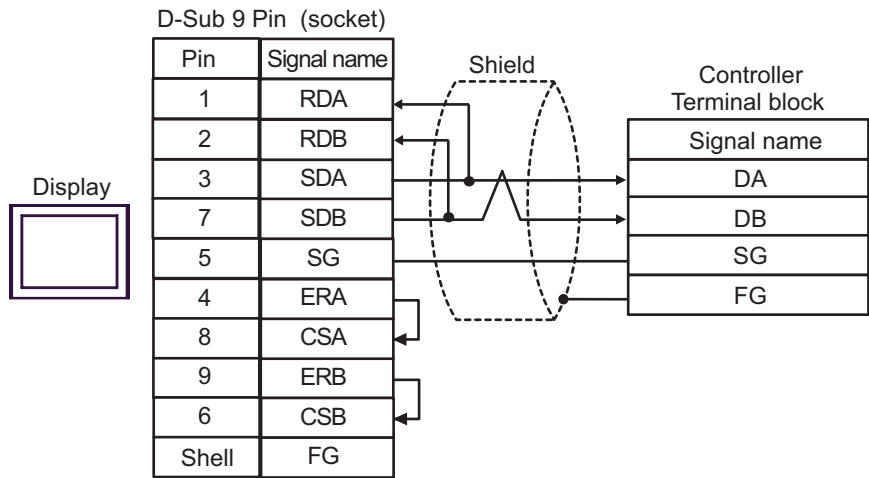 D-Sub 9 Pin (socket)
Pin Signal name
1 RDA
2 RDB
3 SDA
7 SDB
5 SG
4 ERA
8 CSA
9 ERB
6 CSB
Shell FG
Display
Shield
Controller
Terminal block
Signal name
DA
DB
SG
FG